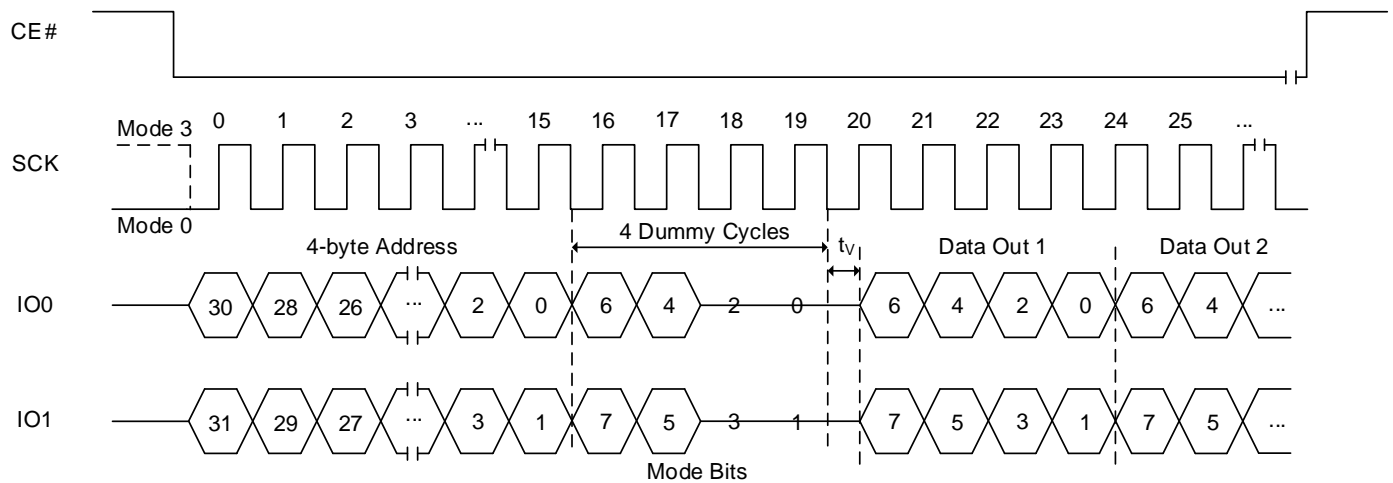 CE#
Mode 3 0 1 2 3 ... 15 16 17 18 19 20 21 22 23 24 25 ...
SCK
Mode 0
4-byte Address 4 Dummy Cycles tV Data Out 1 Data Out 2
IO0 30 28 26 ... 2 0 6 4 2 0 6 4 2 0 6 4 ...
IO1 31 29 27 ... 3 1 7 5 3 1 7 5 3 1 7 5 ...
Mode Bits